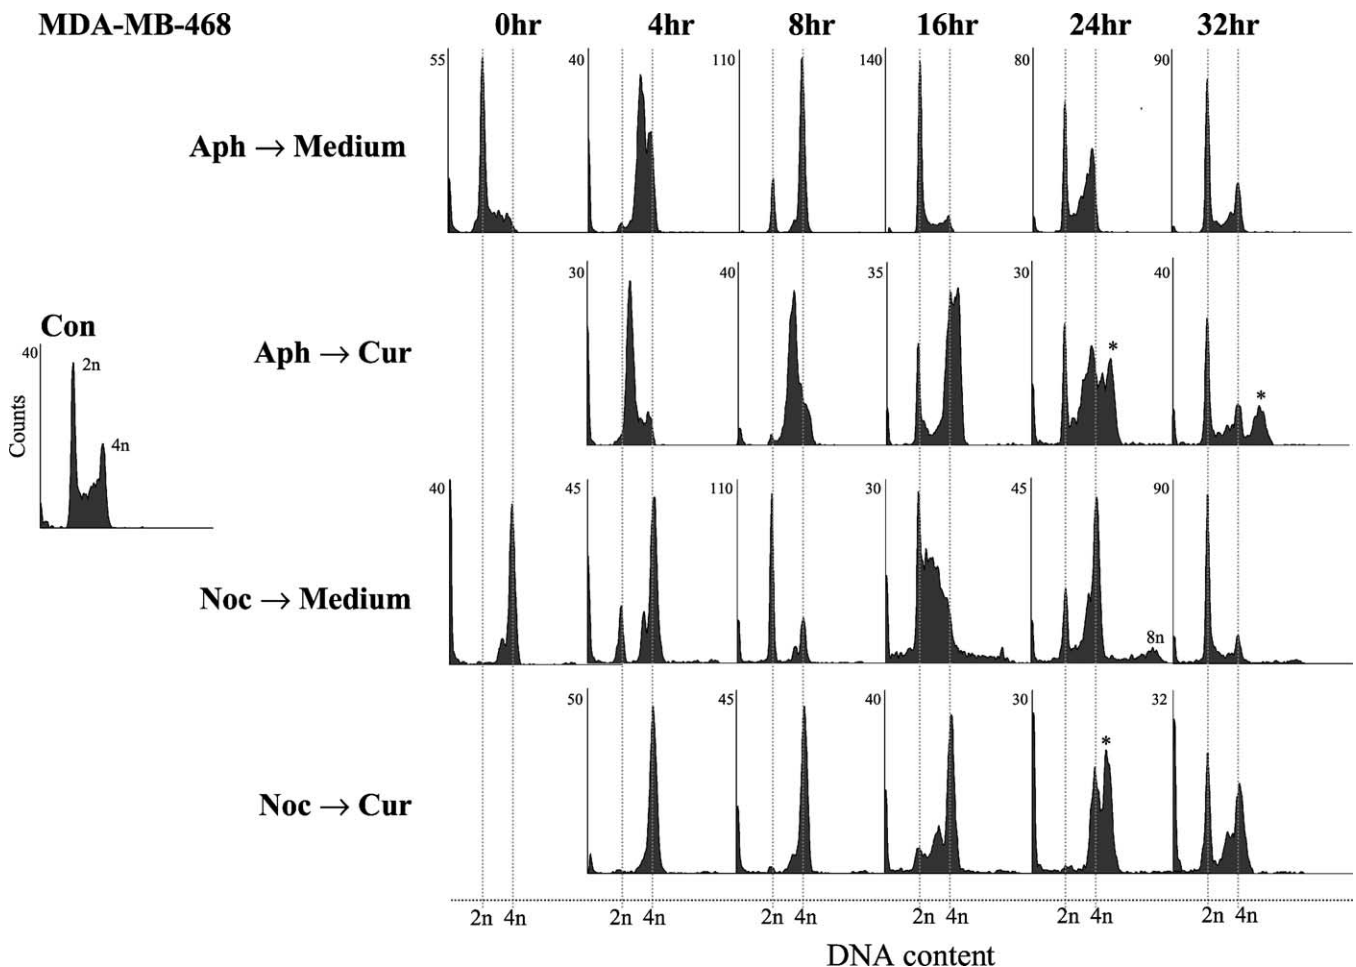 MDA-MB-468 0hr 4hr 8hr 16hr 24hr 32hr
55 40 110 140 80 90
Aph → Medium
30 40 35 30 40
Con
Aph → Cur
* *
40
2n
4n
Counts
40 45 110 30 45 90
Noc → Medium
8n
50 45 40 30 32
*
Noc → Cur
2n 4n 2n 4n 2n 4n 2n 4n 2n 4n 2n 4n
DNA content